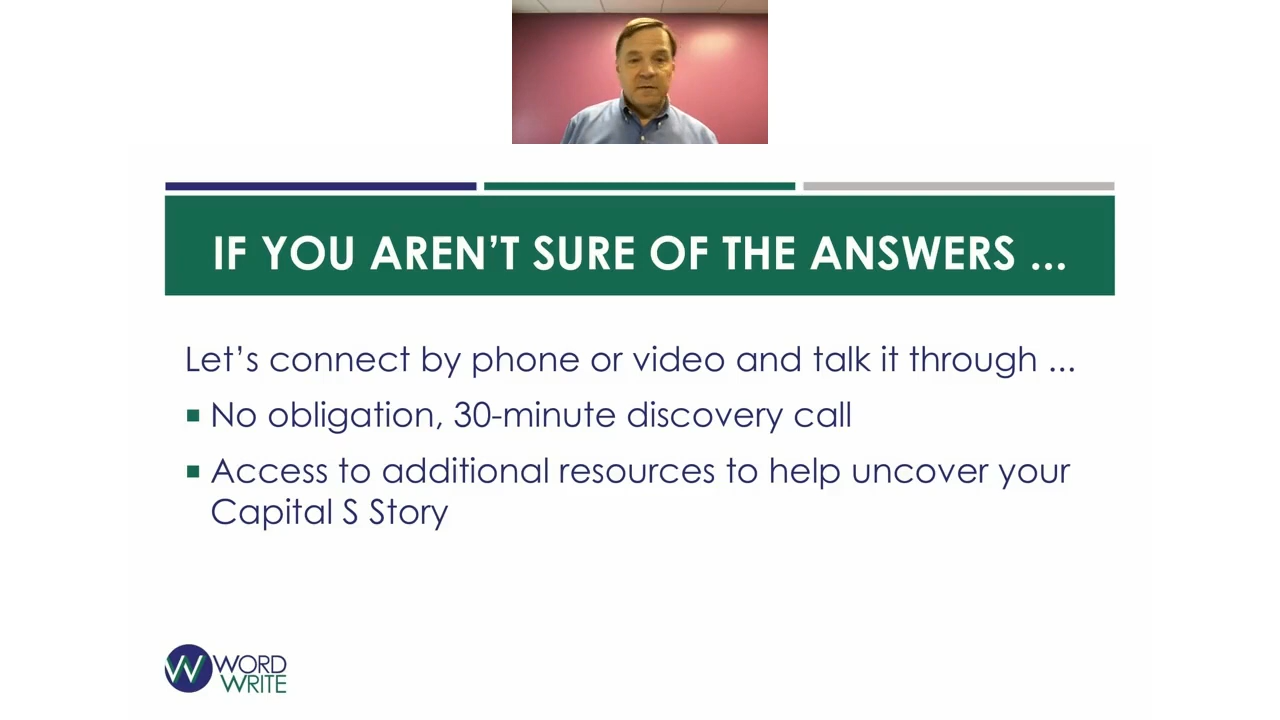 IF YOU AREN’T SURE OF THE ANSWERS ...
Let’s connect by phone or video and talk it through ...
No obligation, 30-minute discovery call
Access to additional resources to help uncover your
Capital S Story
W WORD
WRITE